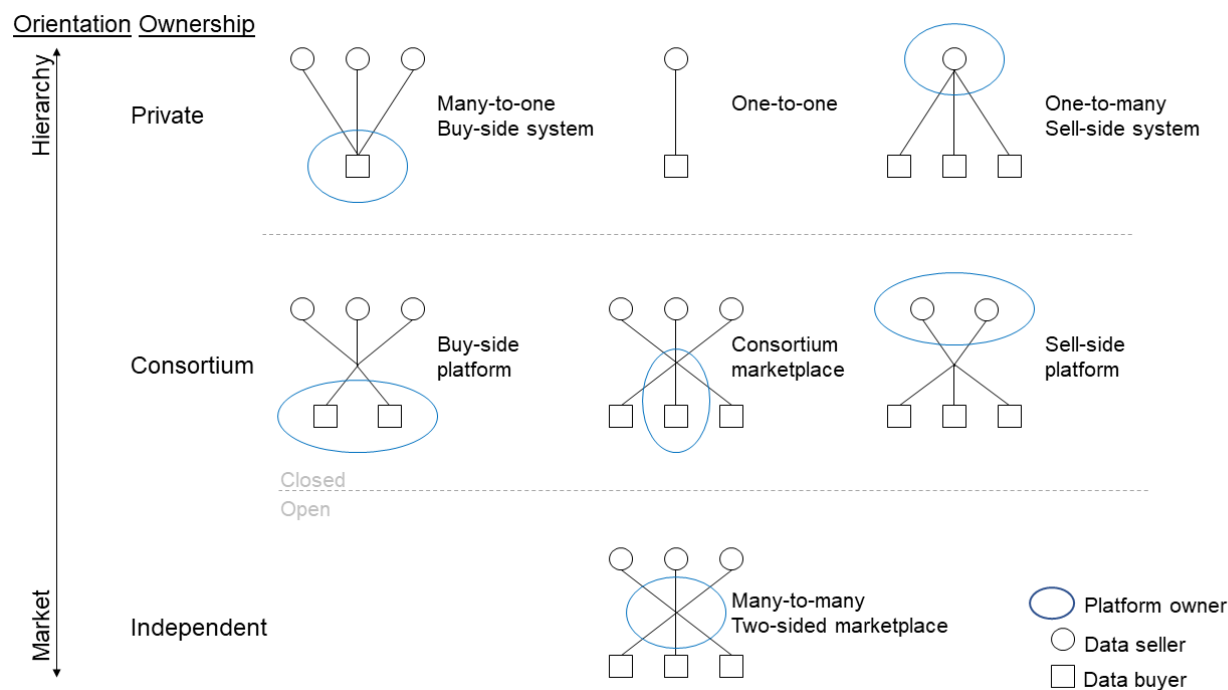 Orientation Ownership
Hierarchy
Private
Many-to-one
Buy-side system
One-to-one
One-to-many
Sell-side system
Consortium
Buy-side
platform
Consortium
marketplace
Sell-side
platform
Closed
Open
Market
Independent
Many-to-many
Two-sided marketplace
Platform owner
Data seller
Data buyer